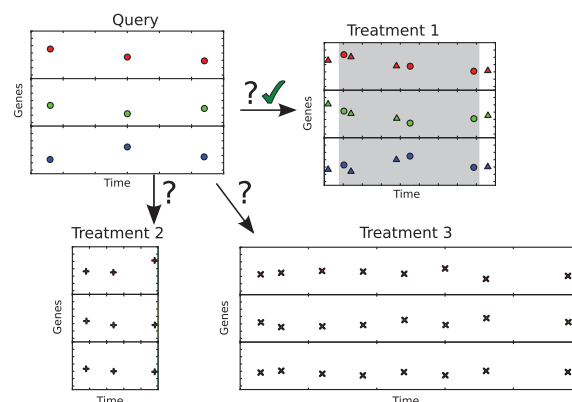 Query
Genes
Time
Treatment 1
?✓
Genes
Time
?
?
Treatment 2
Genes
Time
Treatment 3
Genes
Time